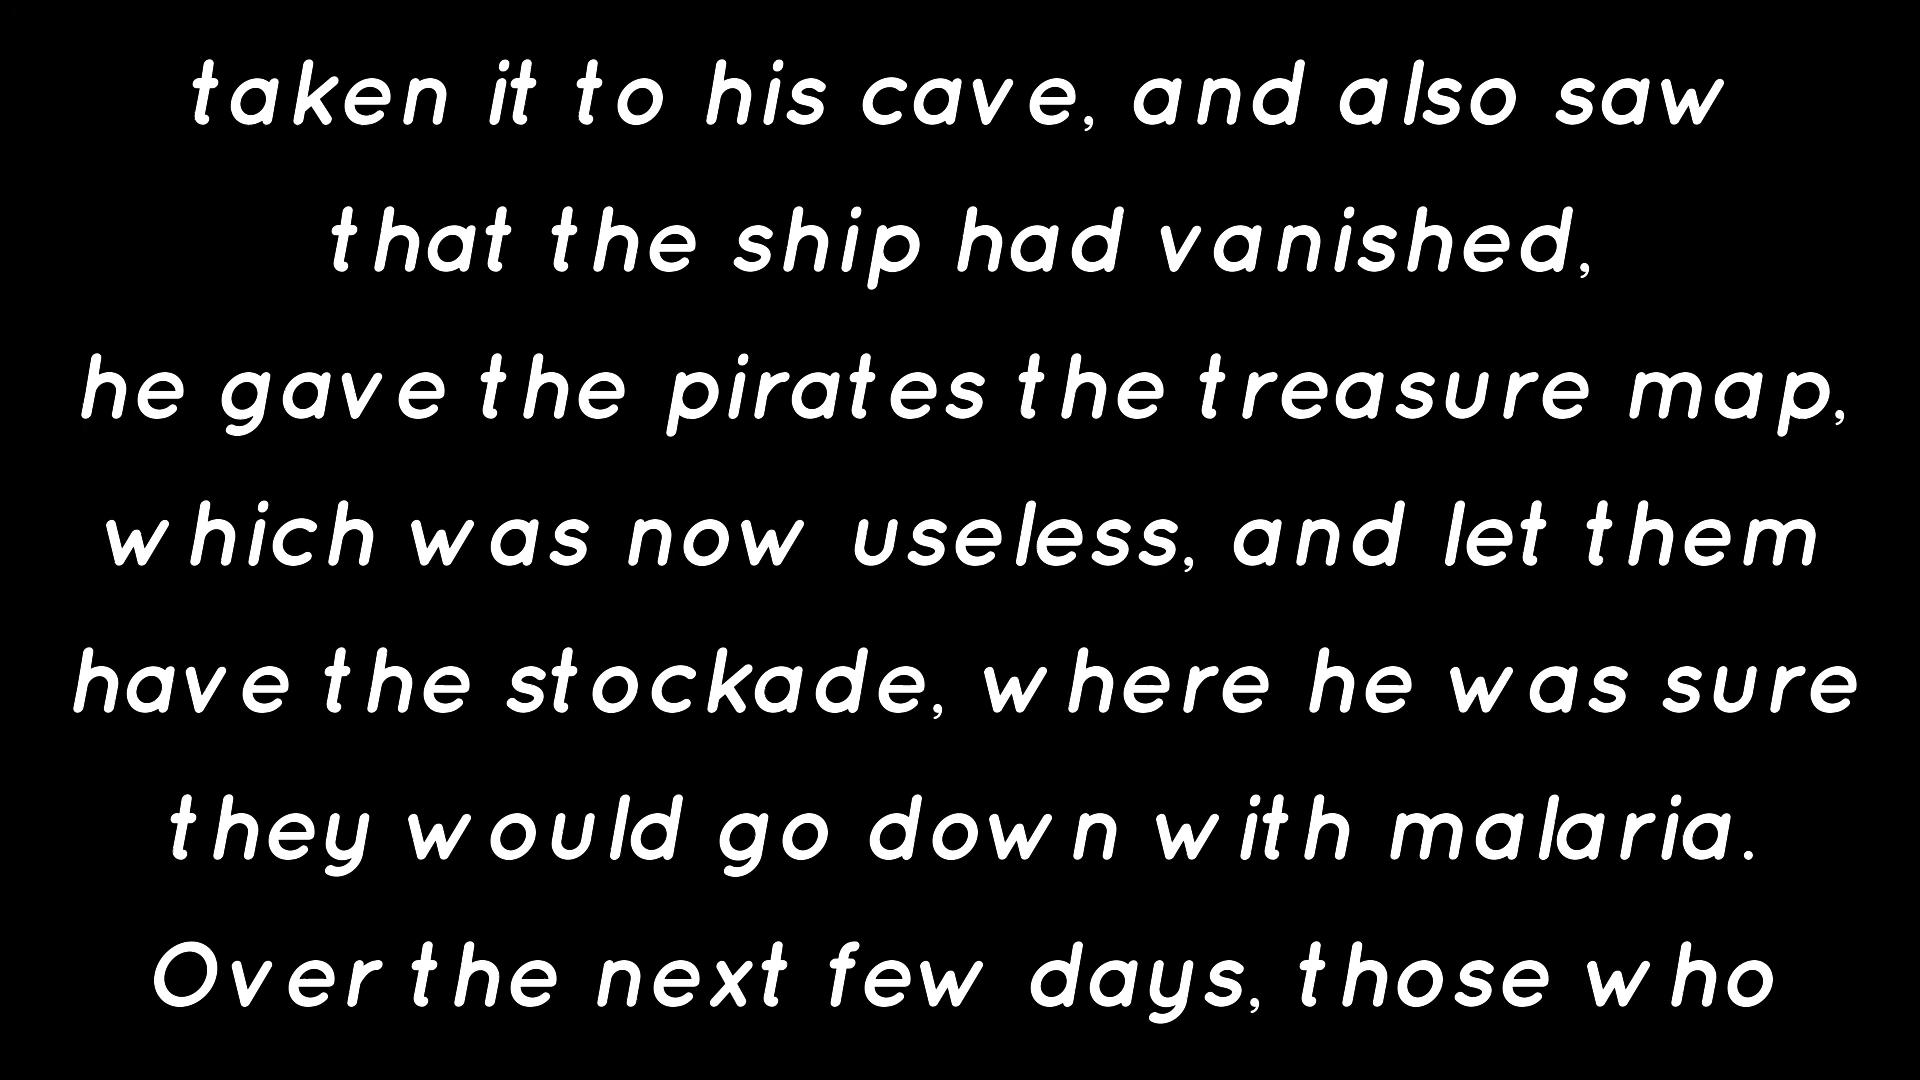 taken it to his cave, and also saw
that the ship had vanished,
he gave the pirates the treasure map,
which was now useless, and let them
have the stockade, where he was sure
they would go down with malaria.
Over the next few days, those who